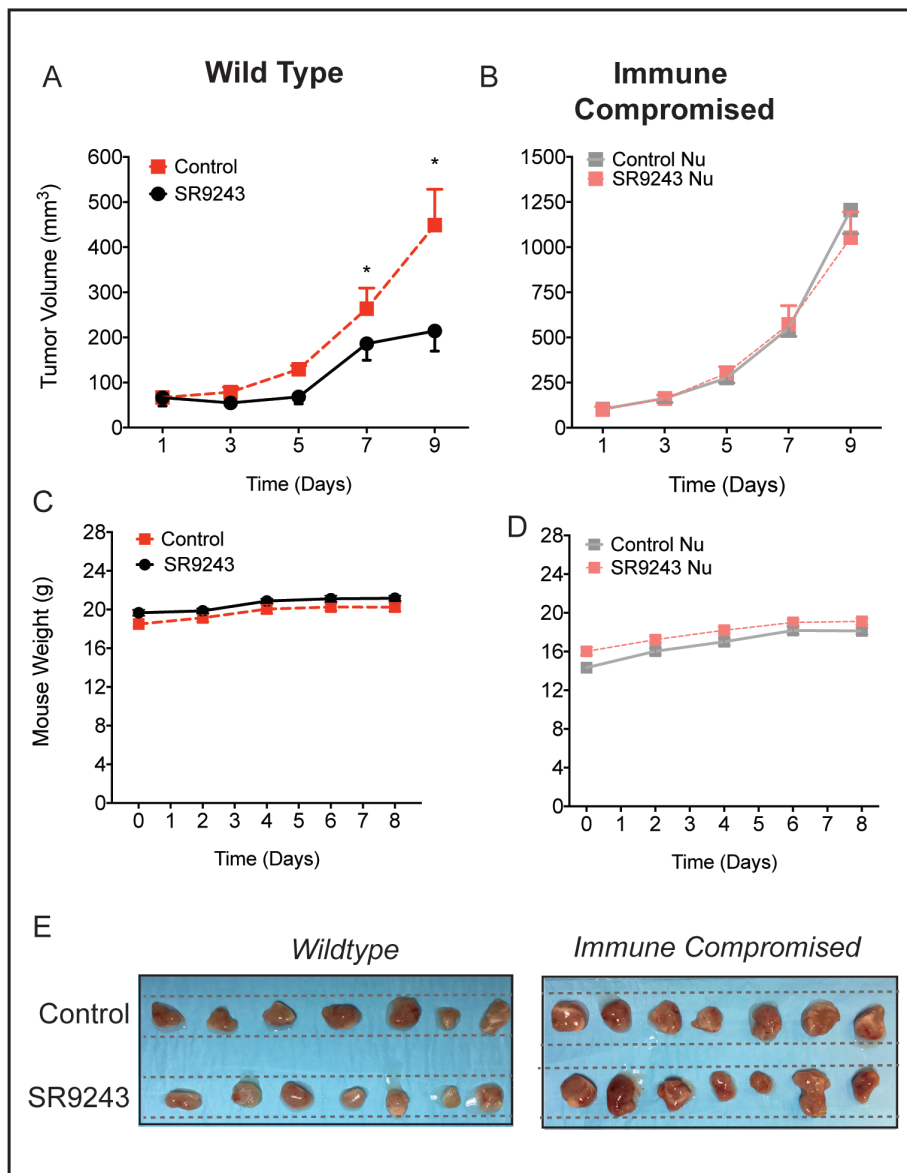 A
Wild Type
B
Immune
Compromised
Control
SR9243
*
*
600
500
400
300
200
100
0
Tumor Volume (mm³)
1 3 5 7 9
Time (Days)
Control Nu
SR9243 Nu
1500
1250
1000
750
500
250
0
1 3 5 7 9
Time (Days)
C
Control
SR9243
28
24
20
16
12
8
4
0
Mouse Weight (g)
0 1 2 3 4 5 6 7 8
Time (Days)
D
Control Nu
SR9243 Nu
28
24
20
16
12
8
4
0
0 1 2 3 4 5 6 7 8
Time (Days)
E
Wildtype
Immune Compromised
Control
SR9243